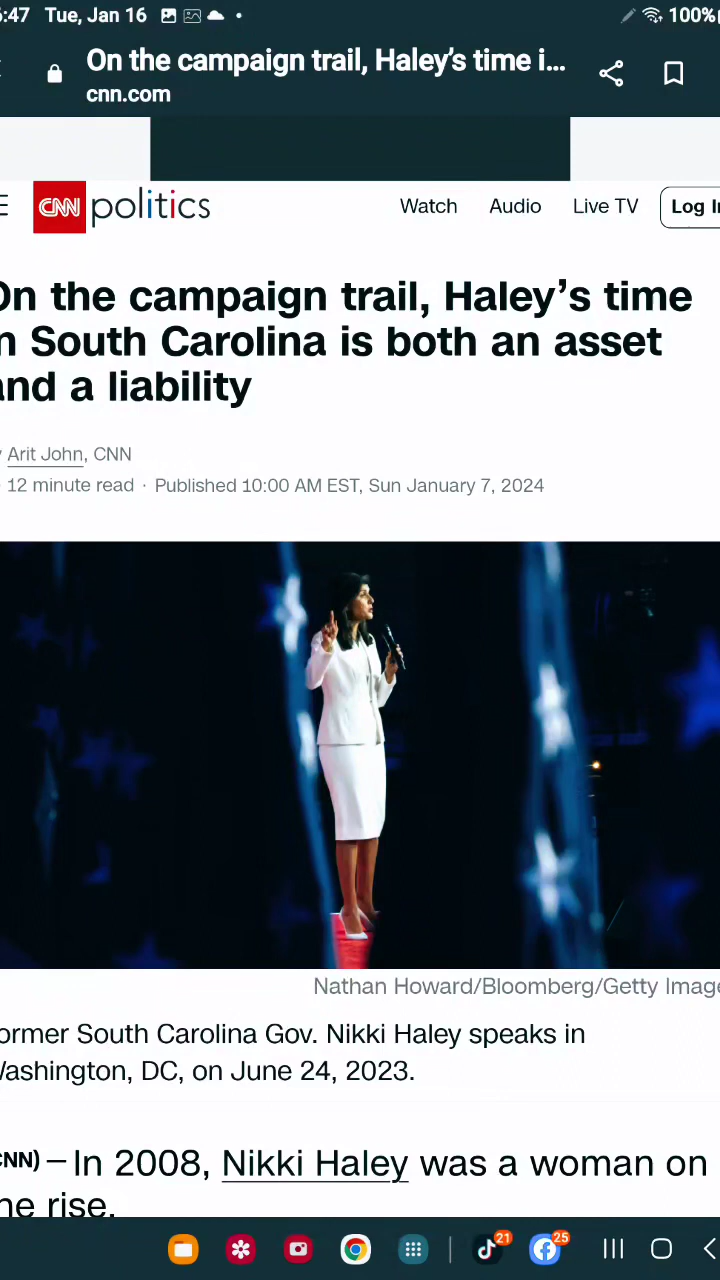 :47 Tue, Jan 16 100%
On the campaign trail, Haley's time i...
cnn.com
CNN politics Watch Audio Live TV Log I
On the campaign trail, Haley's time
n South Carolina is both an asset
and a liability
y Arit John, CNN
12 minute read · Published 10:00 AM EST, Sun January 7, 2024
Nathan Howard/Bloomberg/Getty Image
ormer South Carolina Gov. Nikki Haley speaks in
Washington, DC, on June 24, 2023.
CNN) — In 2008, Nikki Haley was a woman on
he rise.
21 25